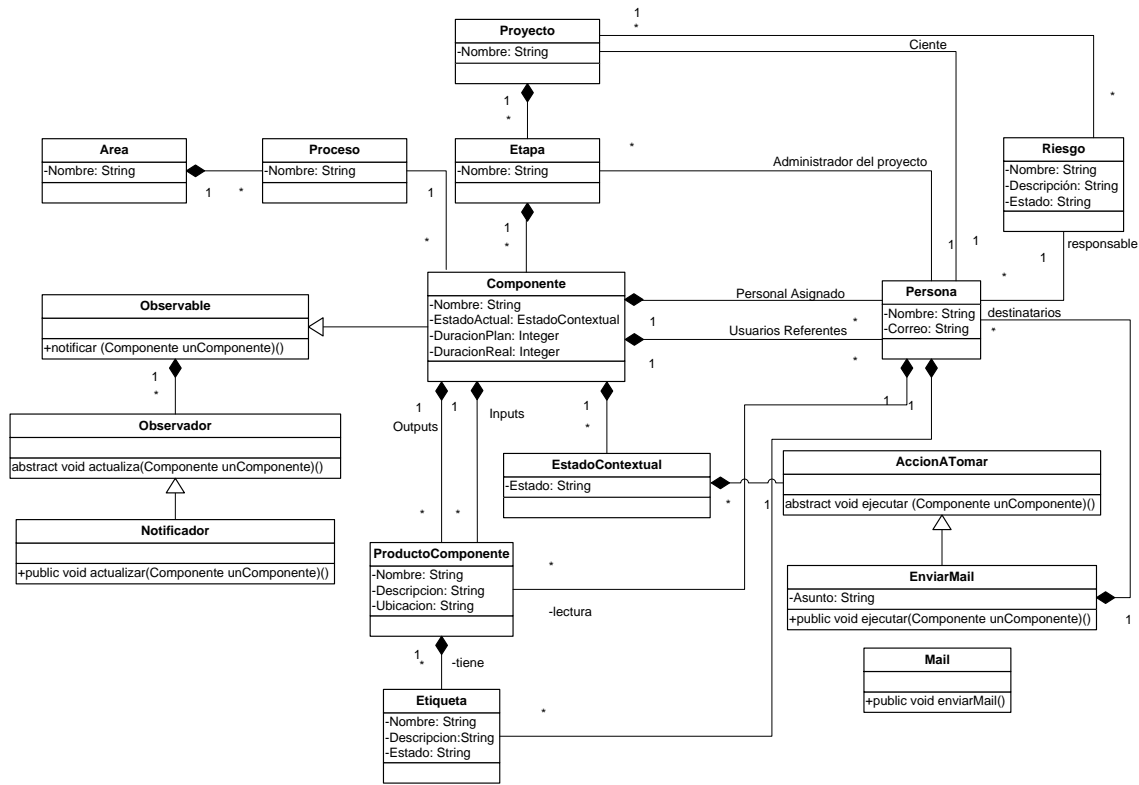 1
*
Proyecto
-Nombre: String
Ciente
1
*
*
Area
-Nombre: String
Proceso
-Nombre: String
Etapa
-Nombre: String
*
Administrador del proyecto
Riesgo
-Nombre: String
-Descripción: String
-Estado: String
1
*
1
*
1
*
1
1
1
responsable
*
Componente
-Nombre: String
-EstadoActual: EstadoContextual
-DuracionPlan: Integer
-DuracionReal: Integer
Observable
+notificar (Componente unComponente)()
Personal Asignado
1
*
Usuarios Referentes
1
*
Persona
-Nombre: String
-Correo: String
destinatarios
*
1
*
1
Outputs
1
Inputs
1
*
1
1
Observador
abstract void actualiza(Componente unComponente)()
EstadoContextual
-Estado: String
*
1
AccionATomar
abstract void ejecutar (Componente unComponente)()
Notificador
+public void actualizar(Componente unComponente)()
*
*
ProductoComponente
-Nombre: String
-Descripcion: String
-Ubicacion: String
*
-lectura
EnviarMail
-Asunto: String
+public void ejecutar(Componente unComponente)()
1
1
*
-tiene
Mail
+public void enviarMail()
Etiqueta
-Nombre: String
-Descripcion:String
-Estado: String
*